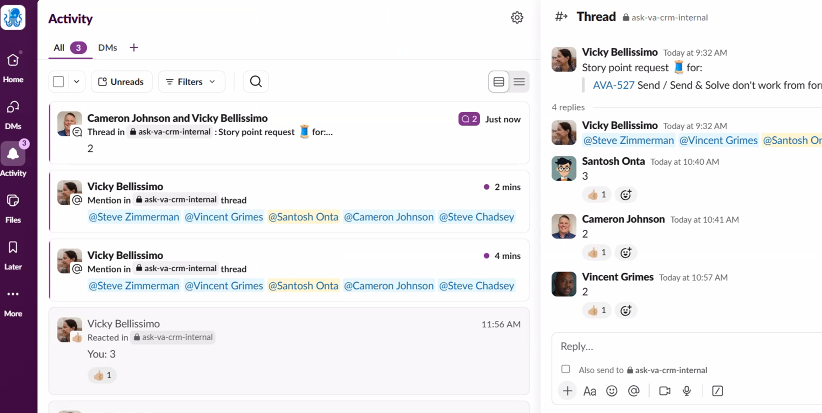 Home
DMs
3
Activity
Files
Later
More
Activity
All 3 DMs
Unreads Filters
Cameron Johnson and Vicky Bellissimo 2 Just now
Thread in ask-va-crm-internal : Story point request for:...
2
Vicky Bellissimo 2 mins
Mention in ask-va-crm-internal thread
@Steve Zimmerman @Vincent Grimes @Santosh Onta @Cameron Johnson @Steve Chadsey
Vicky Bellissimo 4 mins
Mention in ask-va-crm-internal thread
@Steve Zimmerman @Vincent Grimes @Santosh Onta @Cameron Johnson @Steve Chadsey
Vicky Bellissimo 11:56 AM
Reacted in ask-va-crm-internal
You: 3
1
Thread ask-va-crm-internal
Vicky Bellissimo Today at 9:32 AM
Story point request for:
AVA-527 Send / Send & Solve don't work from for
4 replies
Vicky Bellissimo Today at 9:32 AM
@Steve Zimmerman @Vincent Grimes @Santosh Or
Santosh Onta Today at 10:40 AM
3
1
Cameron Johnson Today at 10:41 AM
2
1
Vincent Grimes Today at 10:57 AM
2
1
Reply...
Also send to ask-va-crm-internal
Aa